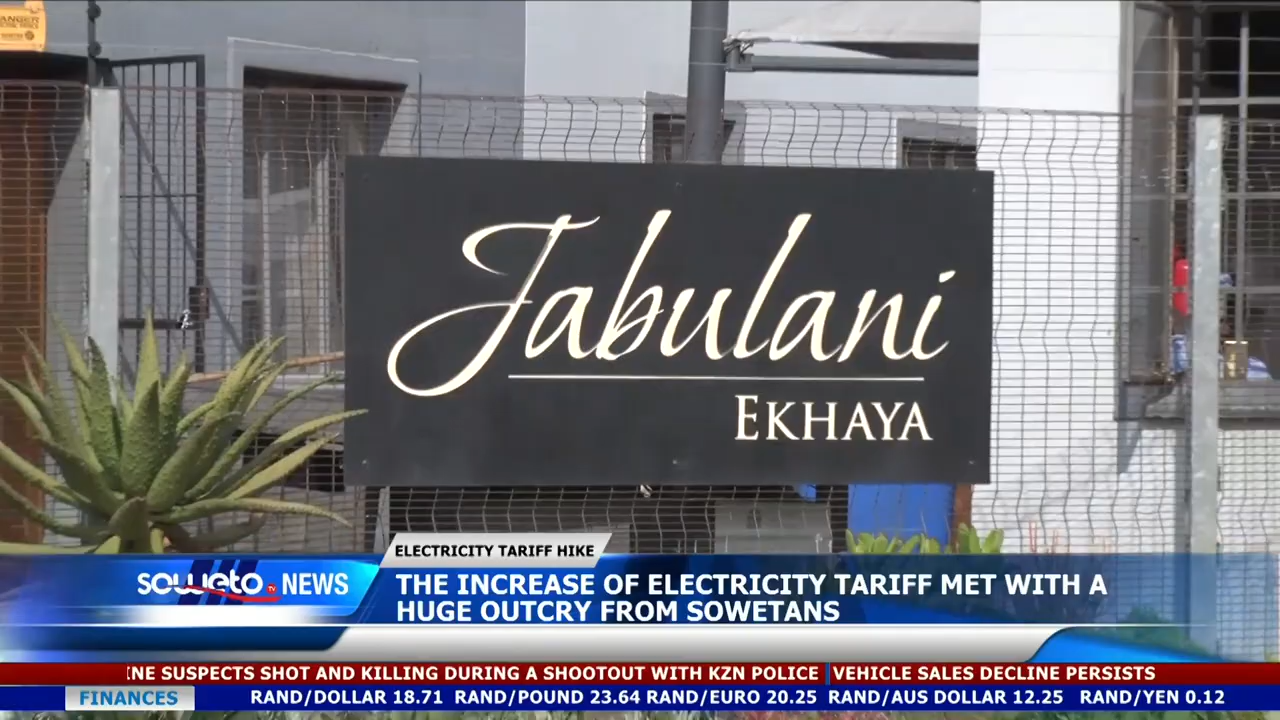 Jabulani
EKHAYA
ELECTRICITY TARIFF HIKE
soweto.tv NEWS
THE INCREASE OF ELECTRICITY TARIFF MET WITH A
HUGE OUTCRY FROM SOWETANS
NE SUSPECTS SHOT AND KILLING DURING A SHOOTOUT WITH KZN POLICE VEHICLE SALES DECLINE PERSISTS
FINANCES RAND/DOLLAR 18.71 RAND/POUND 23.64 RAND/EURO 20.25 RAND/AUS DOLLAR 12.25 RAND/YEN 0.12